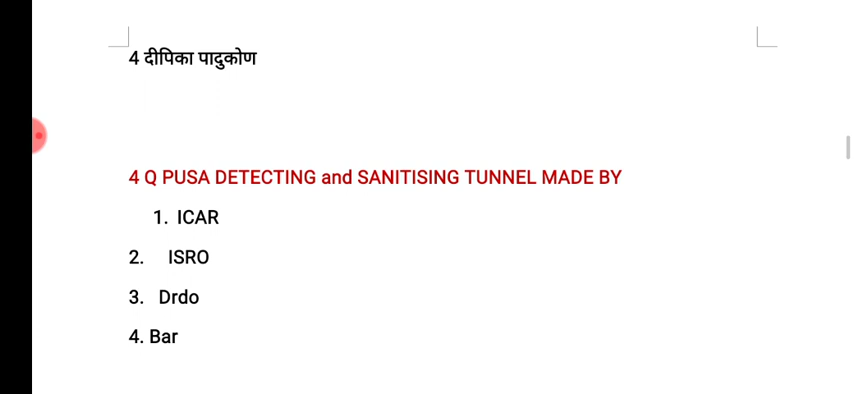 4 दीपिका पादुकोण
4 Q PUSA DETECTING and SANITISING TUNNEL MADE BY
1. ICAR
2. ISRO
3. Drdo
4. Bar